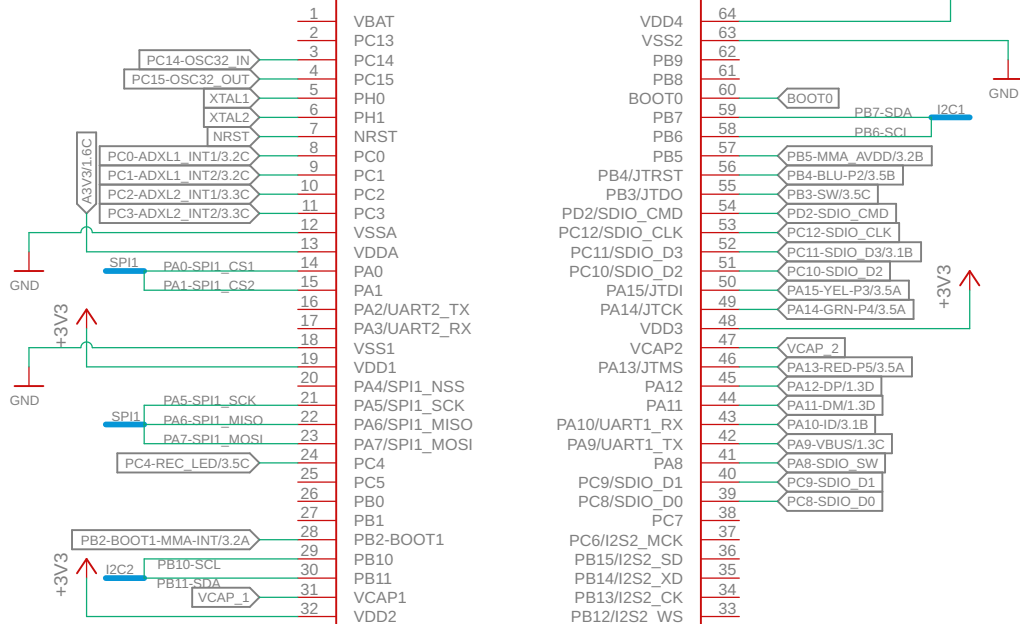 1 VBAT
2 PC13
PC14-OSC32_IN 3 PC14
PC15-OSC32_OUT 4 PC15
XTAL1 5 PH0
XTAL2 6 PH1
NRST 7 NRST
A3V3/1.6C
PC0-ADXL1_INT1/3.2C 8 PC0
PC1-ADXL1_INT2/3.2C 9 PC1
PC2-ADXL2_INT1/3.3C 10 PC2
PC3-ADXL2_INT2/3.3C 11 PC3
12 VSSA
13 VDDA
GND
SPI1 PA0-SPI1_CS1 14 PA0
PA1-SPI1_CS2 15 PA1
16 PA2/UART2_TX
17 PA3/UART2_RX
+3V3
18 VSS1
19 VDD1
GND
20 PA4/SPI1_NSS
PA5-SPI1_SCK 21 PA5/SPI1_SCK
SPI1 PA6-SPI1_MISO 22 PA6/SPI1_MISO
PA7-SPI1_MOSI 23 PA7/SPI1_MOSI
PC4-REC_LED/3.5C 24 PC4
25 PC5
26 PB0
27 PB1
PB2-BOOT1-MMA-INT/3.2A 28 PB2-BOOT1
PB10-SCL 29 PB10
+3V3
I2C2 PB11-SDA 30 PB11
VCAP_1 31 VCAP1
32 VDD2
VDD4 64
VSS2 63
PB9 62
PB8 61
GND
BOOT0 60 BOOT0
PB7 59 PB7-SDA I2C1
PB6 58 PB6-SCL
PB5 57 PB5-MMA_AVDD/3.2B
PB4/JTRST 56 PB4-BLU-P2/3.5B
PB3/JTDO 55 PB3-SW/3.5C
PD2/SDIO_CMD 54 PD2-SDIO_CMD
PC12/SDIO_CLK 53 PC12-SDIO_CLK
PC11/SDIO_D3 52 PC11-SDIO_D3/3.1B
PC10/SDIO_D2 51 PC10-SDIO_D2
PA15/JTDI 50 PA15-YEL-P3/3.5A
PA14/JTCK 49 PA14-GRN-P4/3.5A
+3V3
VDD3 48
VCAP2 47 VCAP_2
PA13/JTMS 46 PA13-RED-P5/3.5A
PA12 45 PA12-DP/1.3D
PA11 44 PA11-DM/1.3D
PA10/UART1_RX 43 PA10-ID/3.1B
PA9/UART1_TX 42 PA9-VBUS/1.3C
PA8 41 PA8-SDIO_SW
PC9/SDIO_D1 40 PC9-SDIO_D1
PC8/SDIO_D0 39 PC8-SDIO_D0
PC7 38
PC6/I2S2_MCK 37
PB15/I2S2_SD 36
PB14/I2S2_XD 35
PB13/I2S2_CK 34
PB12/I2S2_WS 33